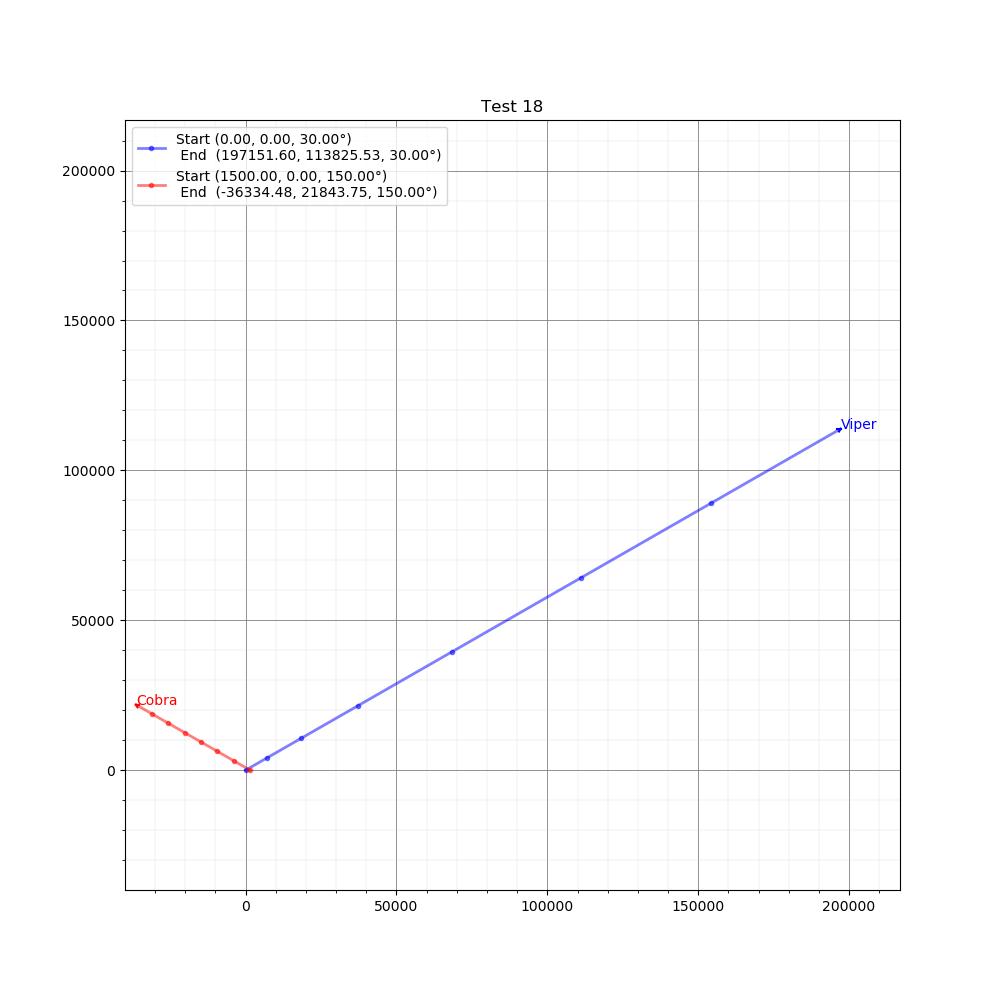 Test 18
Start (0.00, 0.00, 30.00°)
End  (197151.60, 113825.53, 30.00°)
Start (1500.00, 0.00, 150.00°)
End  (-36334.48, 21843.75, 150.00°)
200000
150000
100000
50000
0
Viper
Cobra
0 50000 100000 150000 200000